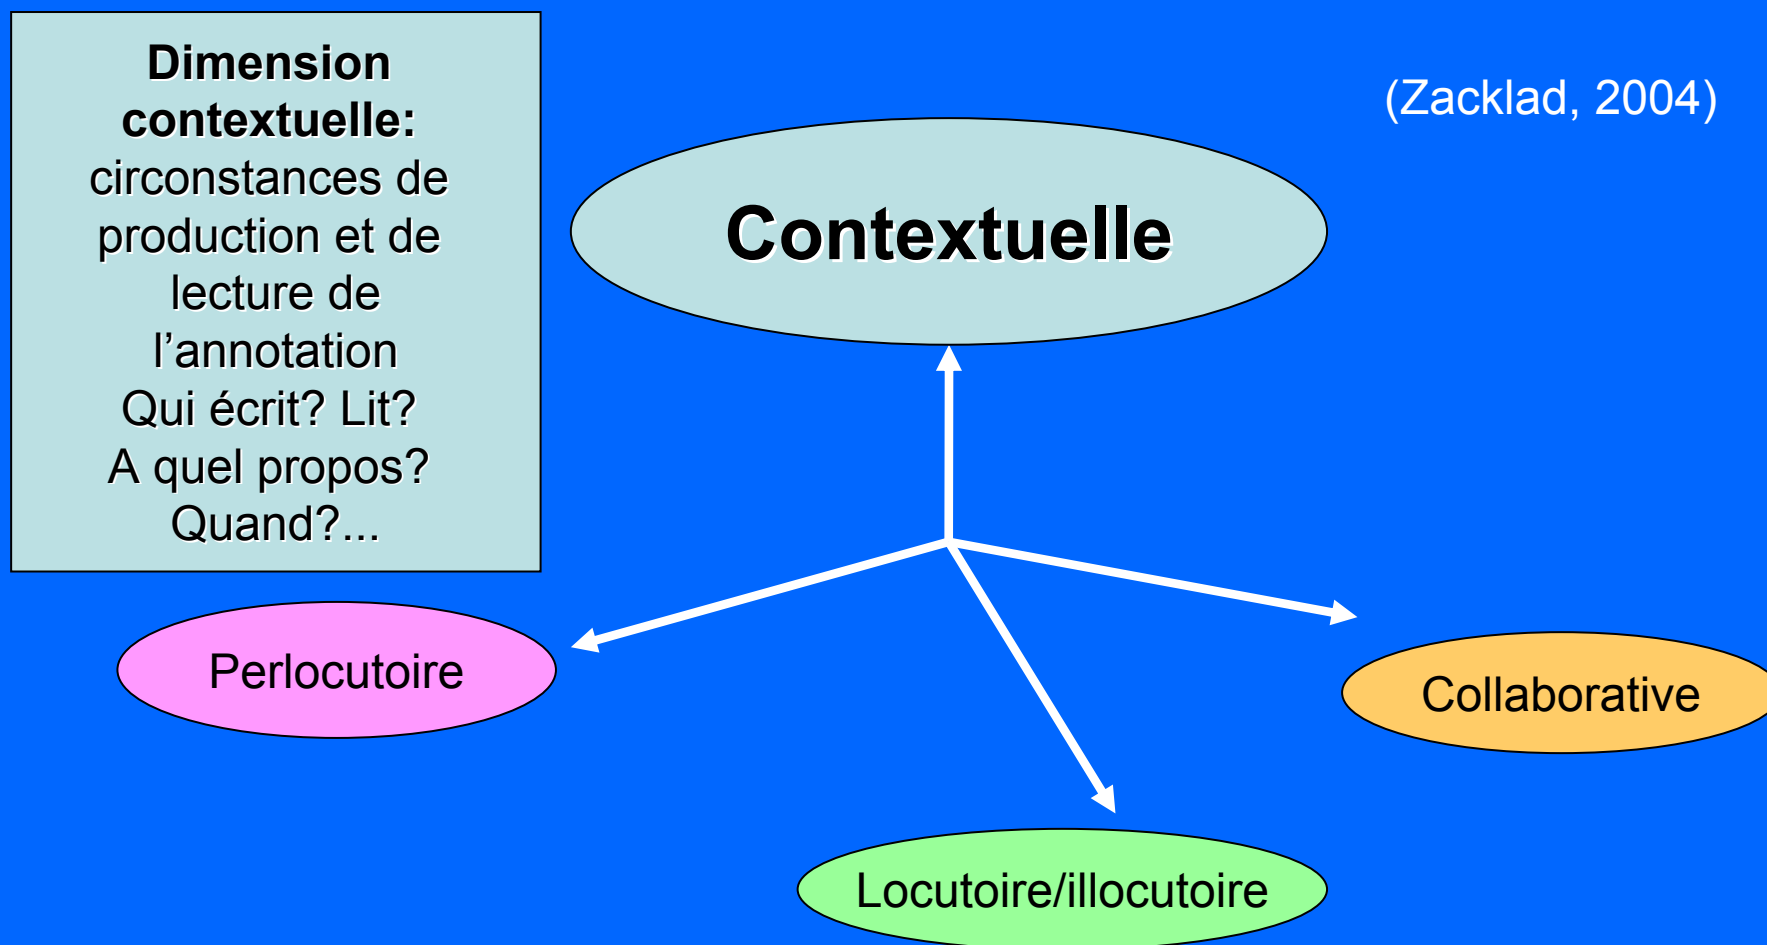 Dimension
contextuelle:
circonstances de
production et de
lecture de
l’annotation
Qui écrit? Lit?
A quel propos?
Quand?...
(Zacklad, 2004)
Contextuelle
Perlocutoire
Collaborative
Locutoire/illocutoire